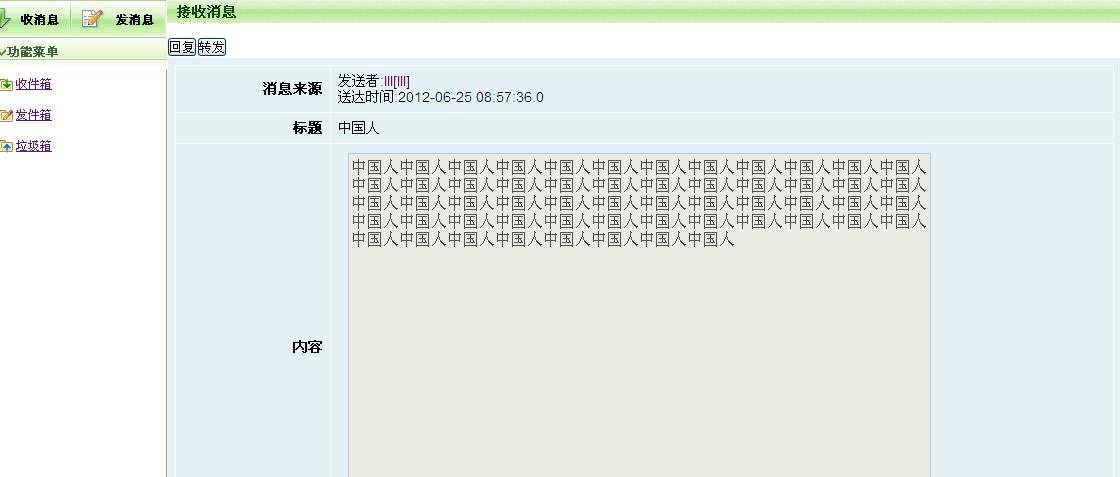 收消息 发消息
接收消息
功能菜单
回复 转发
收件箱
发件箱
垃圾箱
消息来源
发送者:lll[lll]
送达时间:2012-06-25 08:57:36.0
标题 中国人
内容
中国人中国人中国人中国人中国人中国人中国人中国人中国人中国人中国人中国人
中国人中国人中国人中国人中国人中国人中国人中国人中国人中国人中国人中国人
中国人中国人中国人中国人中国人中国人中国人中国人中国人中国人中国人中国人
中国人中国人中国人中国人中国人中国人中国人中国人中国人中国人中国人中国人
中国人中国人中国人中国人中国人中国人中国人中国人